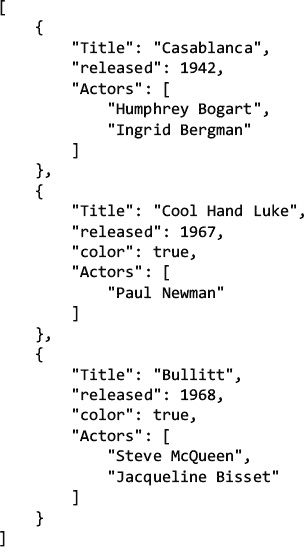 [
    {
        "Title": "Casablanca",
        "released": 1942,
        "Actors": [
            "Humphrey Bogart",
            "Ingrid Bergman"
        ]
    },
    {
        "Title": "Cool Hand Luke",
        "released": 1967,
        "color": true,
        "Actors": [
            "Paul Newman"
        ]
    },
    {
        "Title": "Bullitt",
        "released": 1968,
        "color": true,
        "Actors": [
            "Steve McQueen",
            "Jacqueline Bisset"
        ]
    }
]